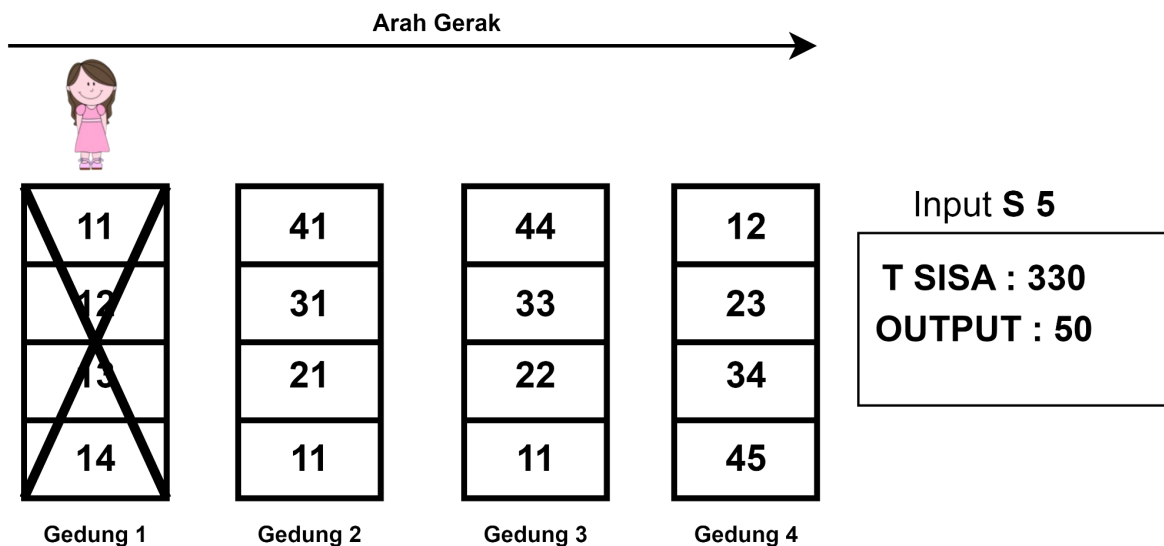 Arah Gerak
11 41 44 12
12 31 33 23
13 21 22 34
14 11 11 45
Gedung 1 Gedung 2 Gedung 3 Gedung 4
Input S 5
T SISA : 330
OUTPUT : 50